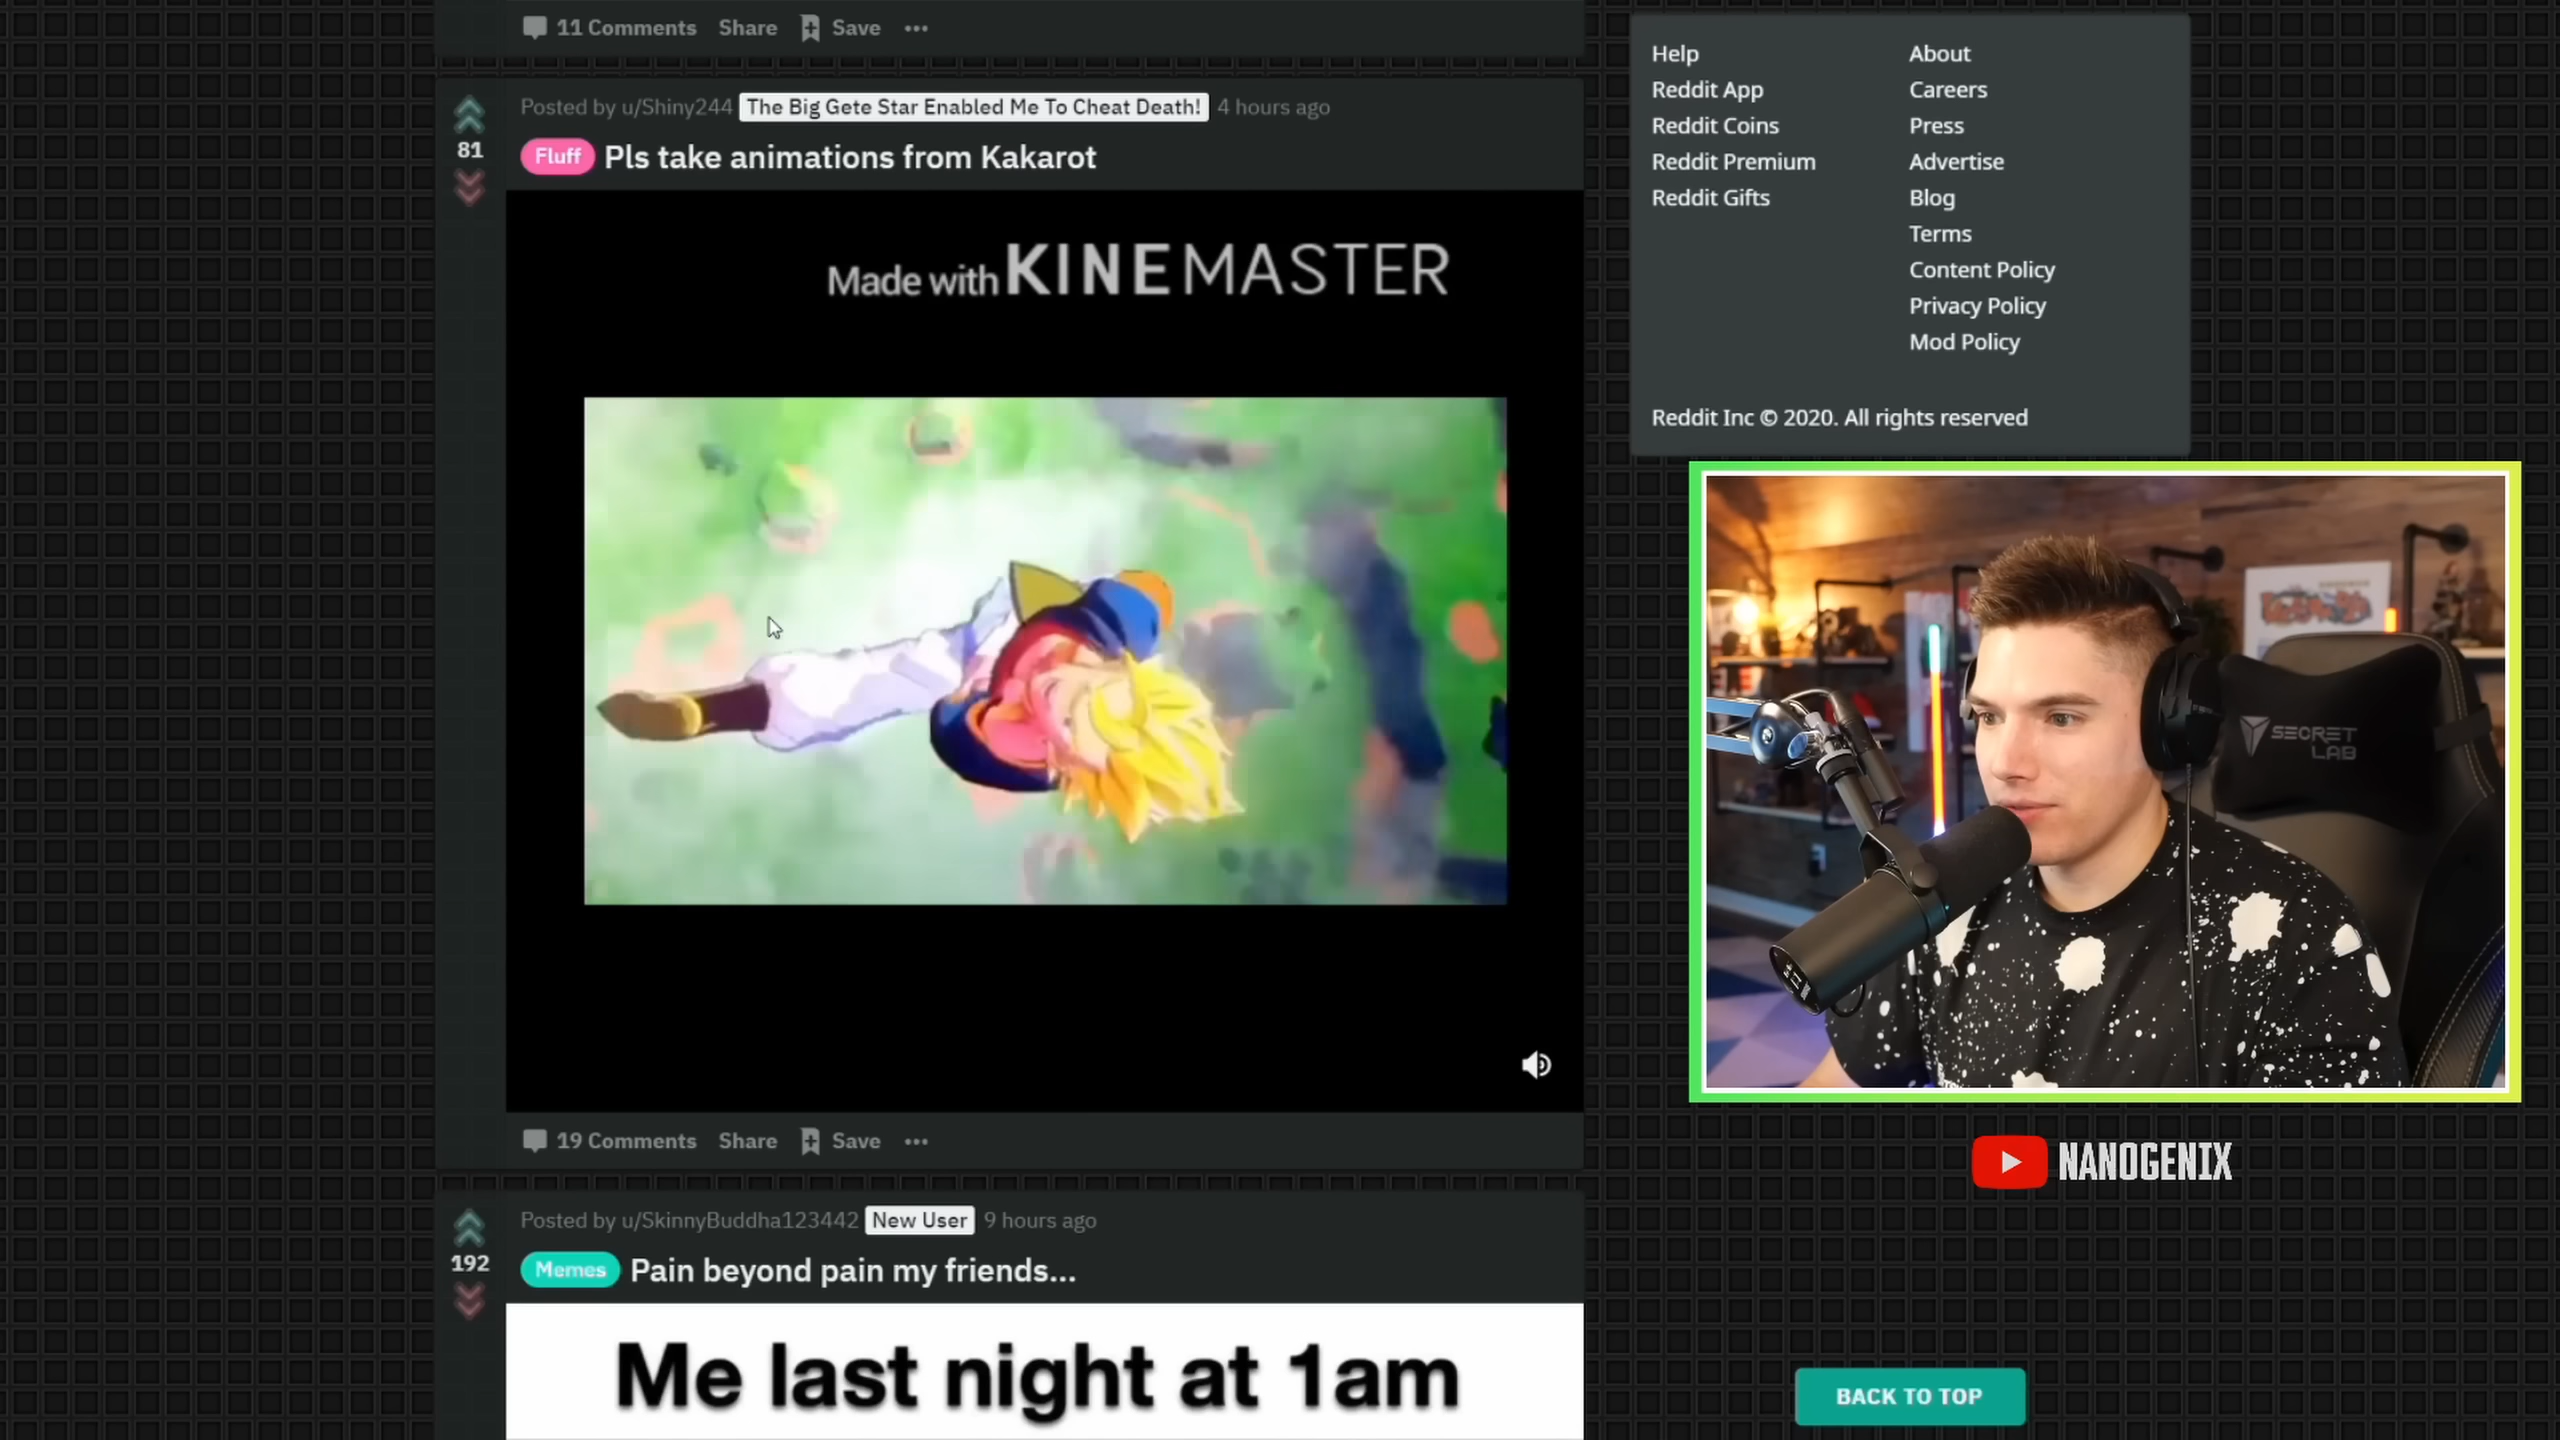 11 Comments Share Save
Posted by u/Shiny244 The Big Gete Star Enabled Me To Cheat Death! 4 hours ago
81
Fluff Pls take animations from Kakarot
Made with KINEMASTER
19 Comments Share Save
Posted by u/SkinnyBuddha123442 New User 9 hours ago
192
Memes Pain beyond pain my friends...
Me last night at 1am
Help
Reddit App
Reddit Coins
Reddit Premium
Reddit Gifts
About
Careers
Press
Advertise
Blog
Terms
Content Policy
Privacy Policy
Mod Policy
Reddit Inc © 2020. All rights reserved
SECRET
LAB
NANOGENIX
BACK TO TOP